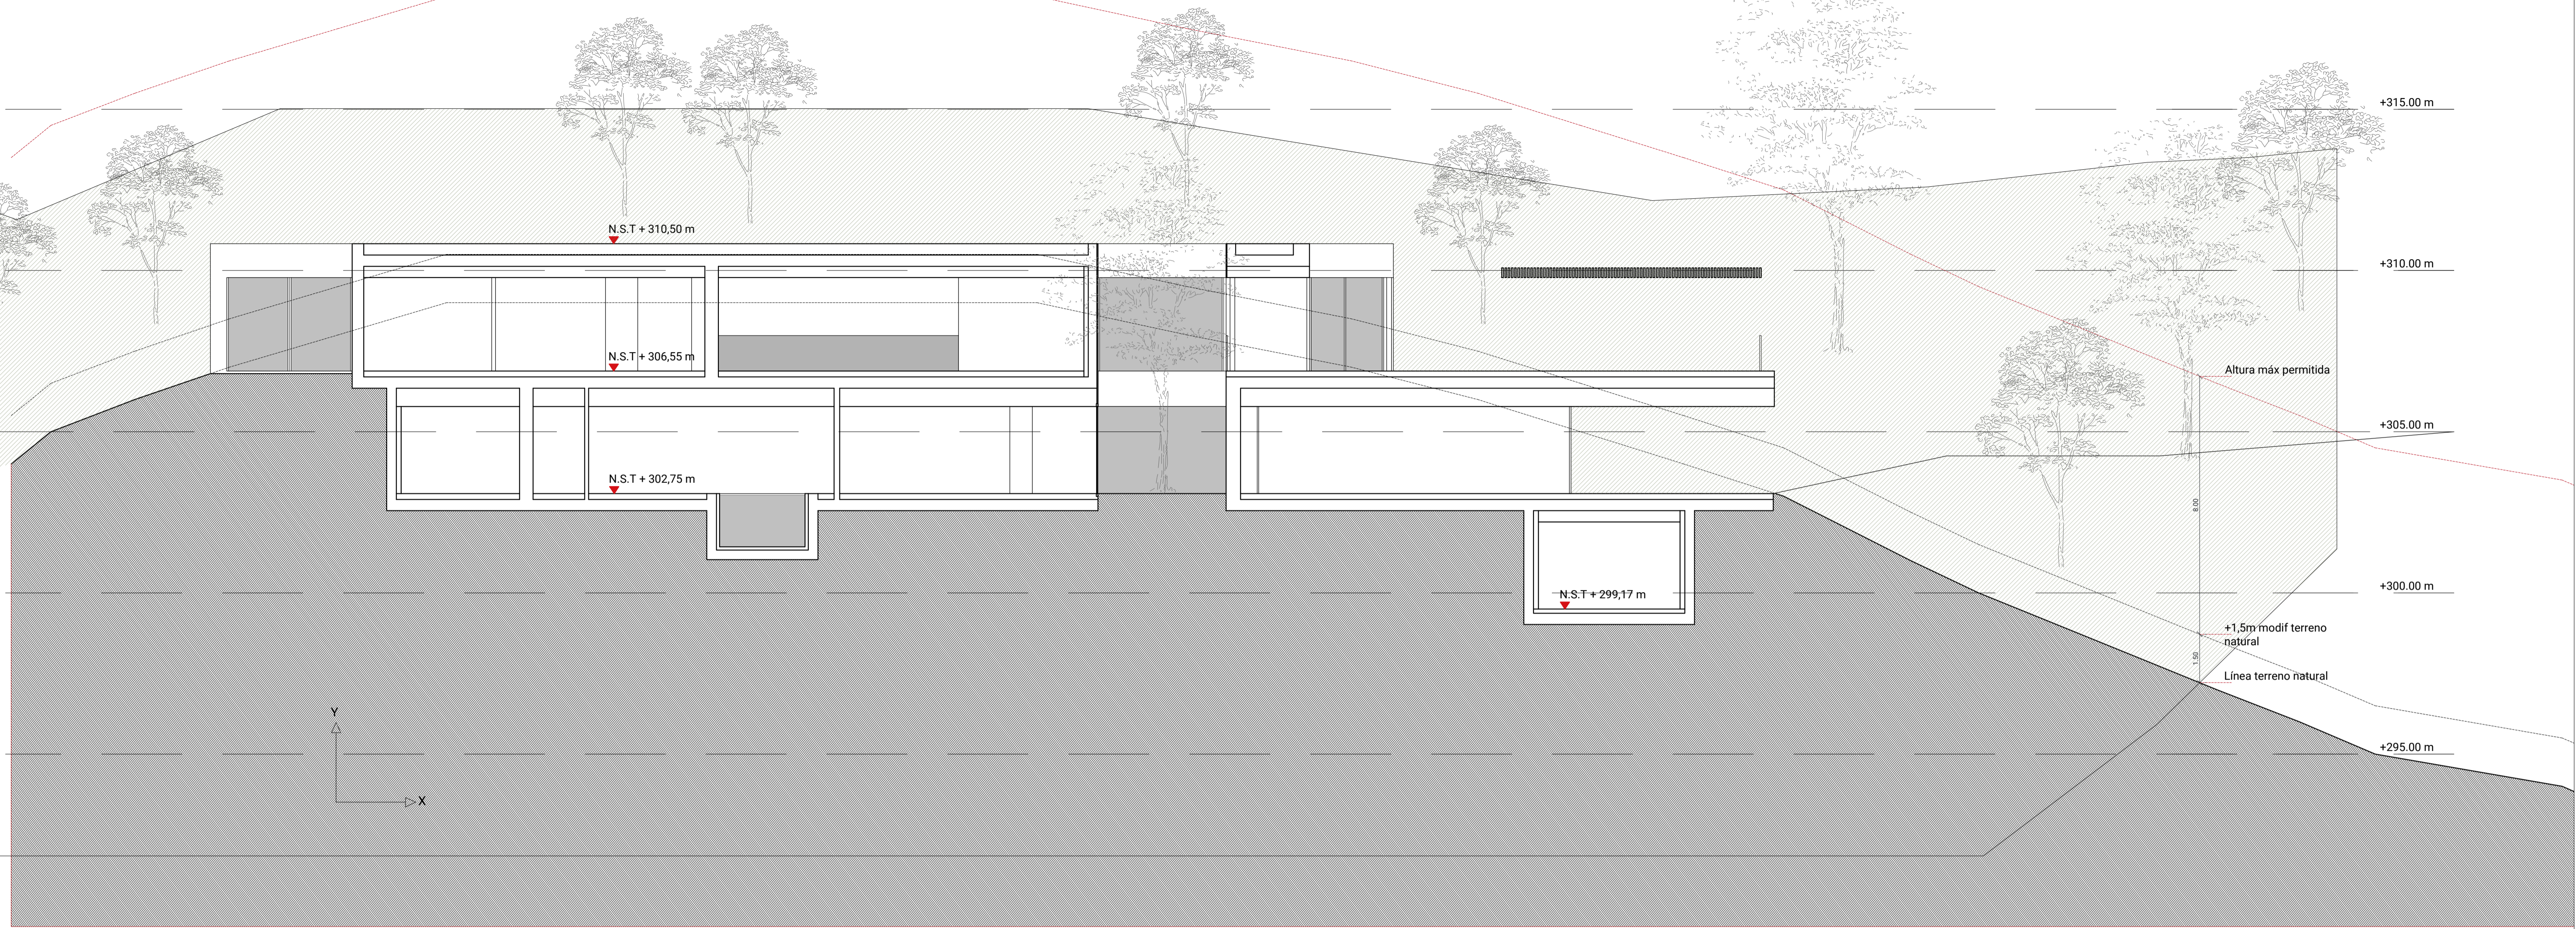 +315.00 m
N.S.T + 310,50 m
+310.00 m
N.S.T + 306,55 m
Altura máx permitida
+305.00 m
N.S.T + 302,75 m
8.00
+300.00 m
N.S.T + 299,17 m
+1,5m modif terreno
natural
1.50
Línea terreno natural
Y
+295.00 m
X